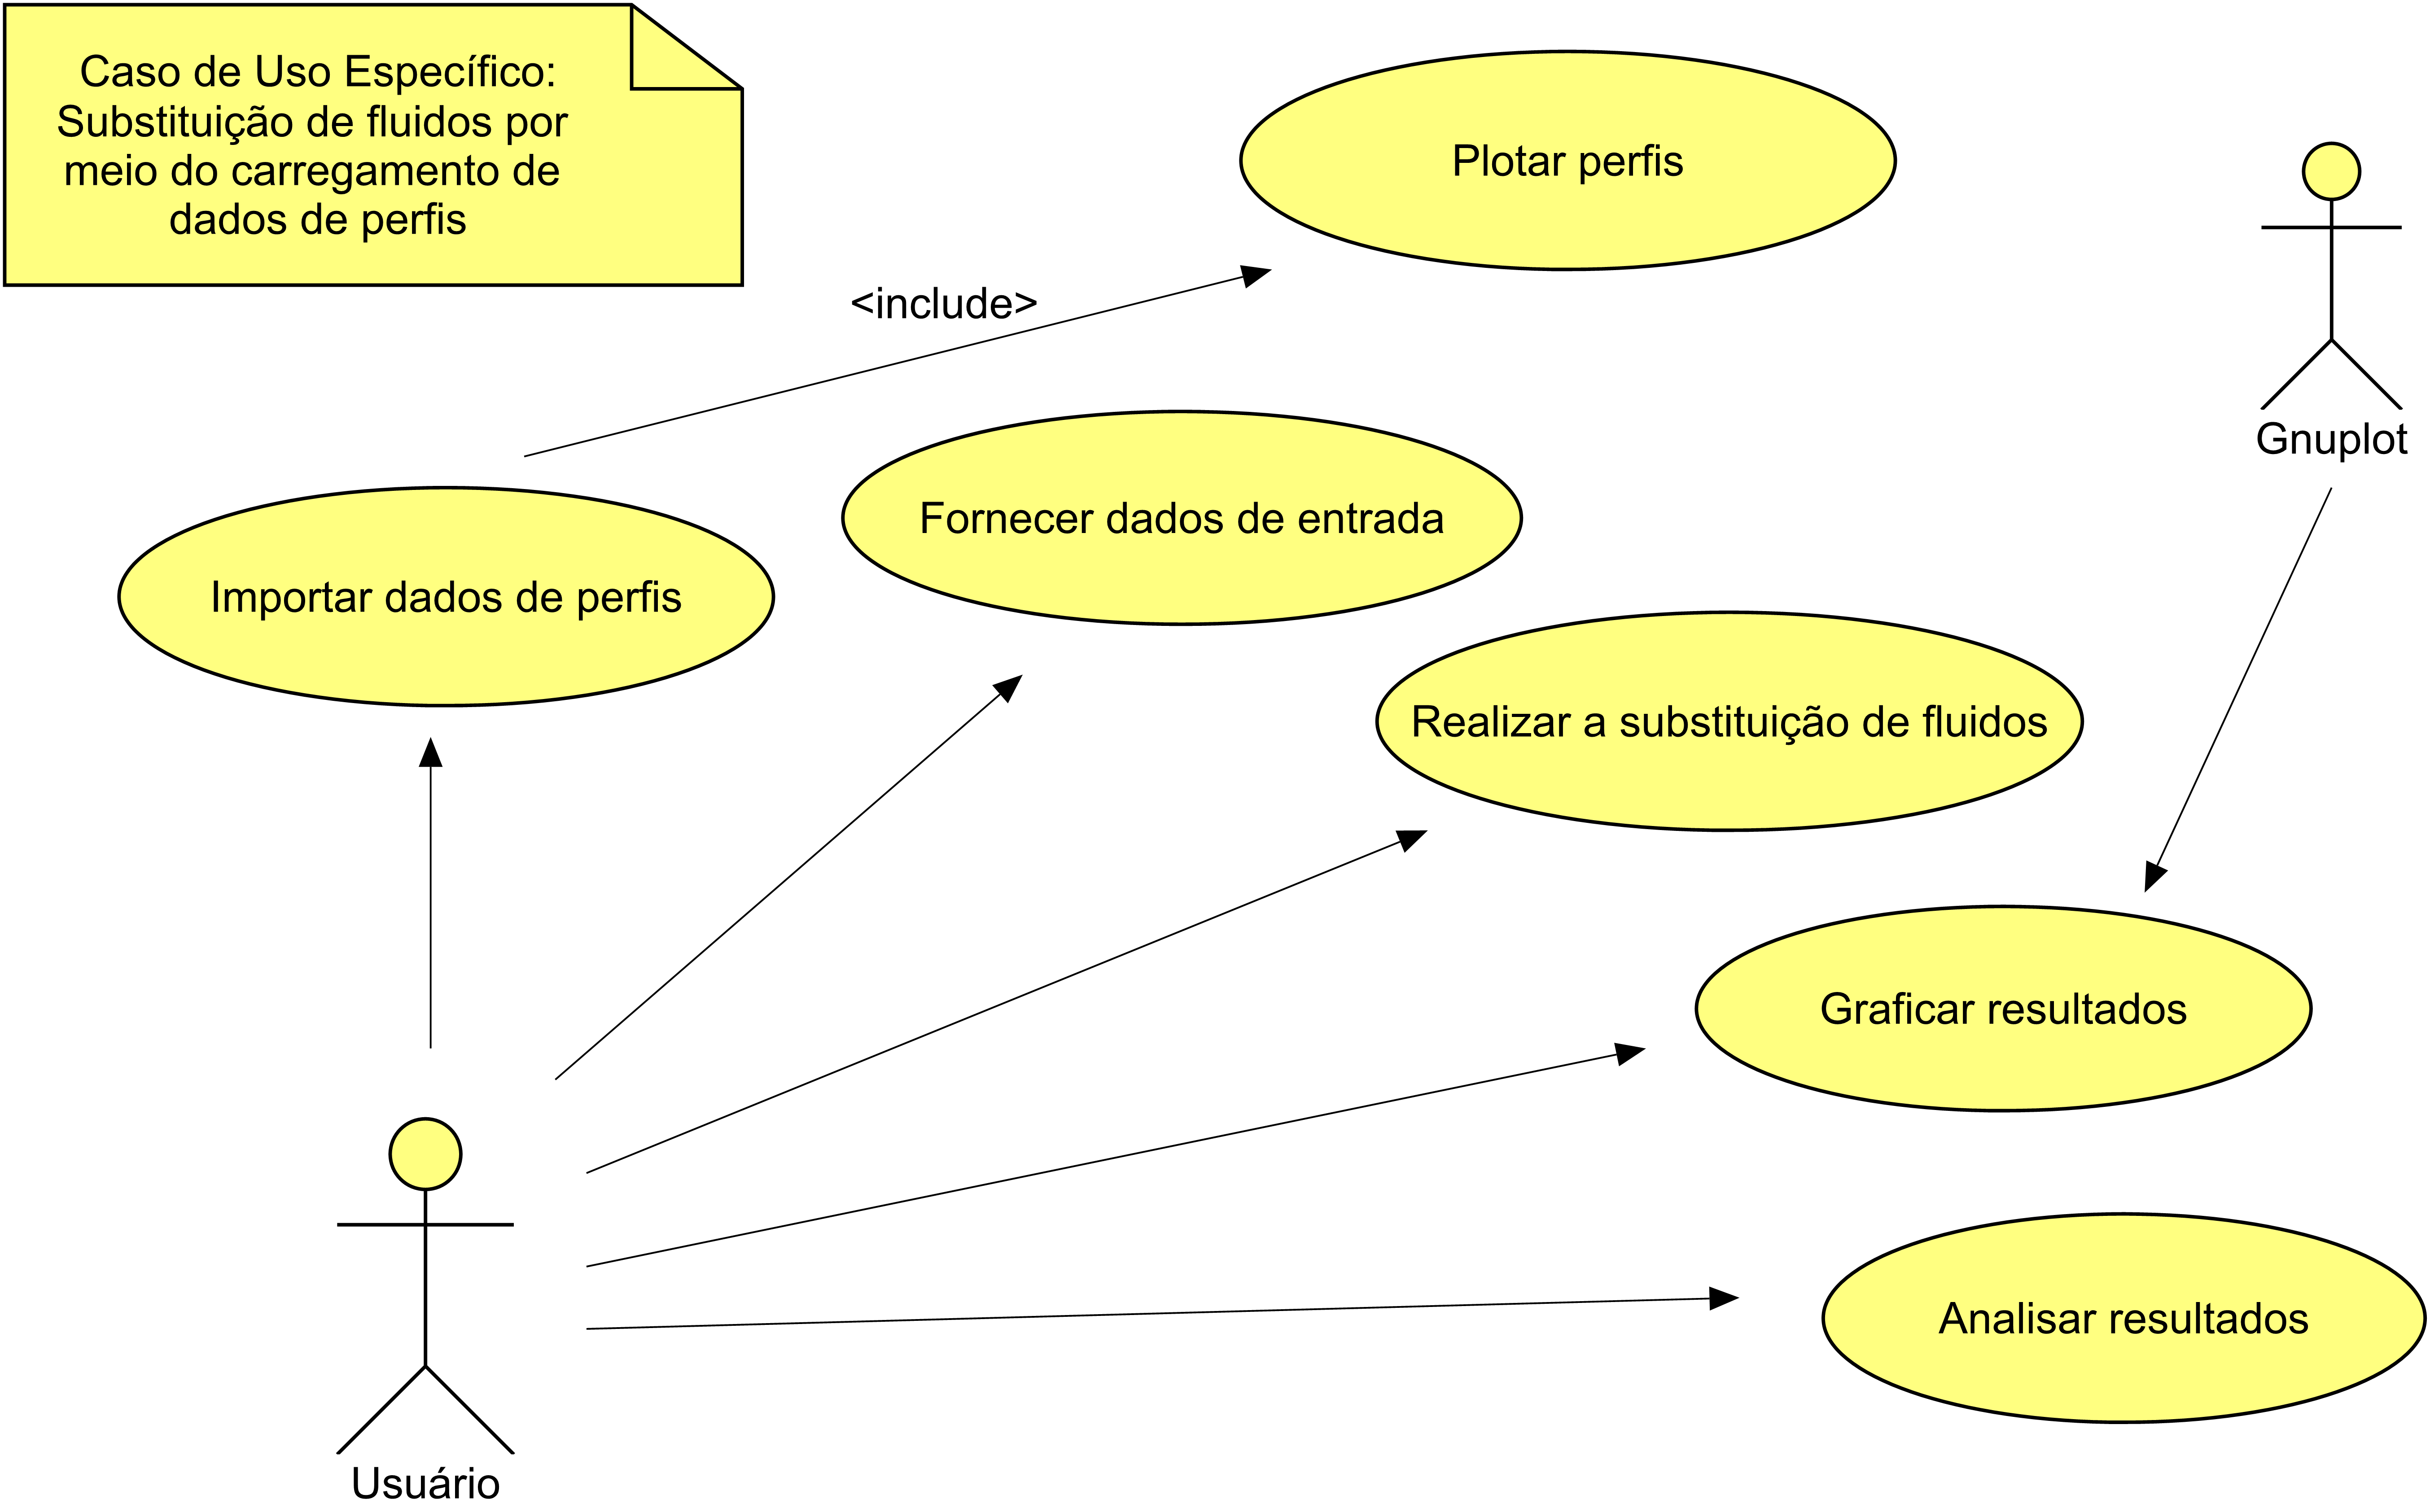 Caso de Uso Específico:
Substituição de fluidos por
meio do carregamento de
dados de perfis
Plotar perfis
<include>
Gnuplot
Fornecer dados de entrada
Importar dados de perfis
Realizar a substituição de fluidos
Graficar resultados
Analisar resultados
Usuário